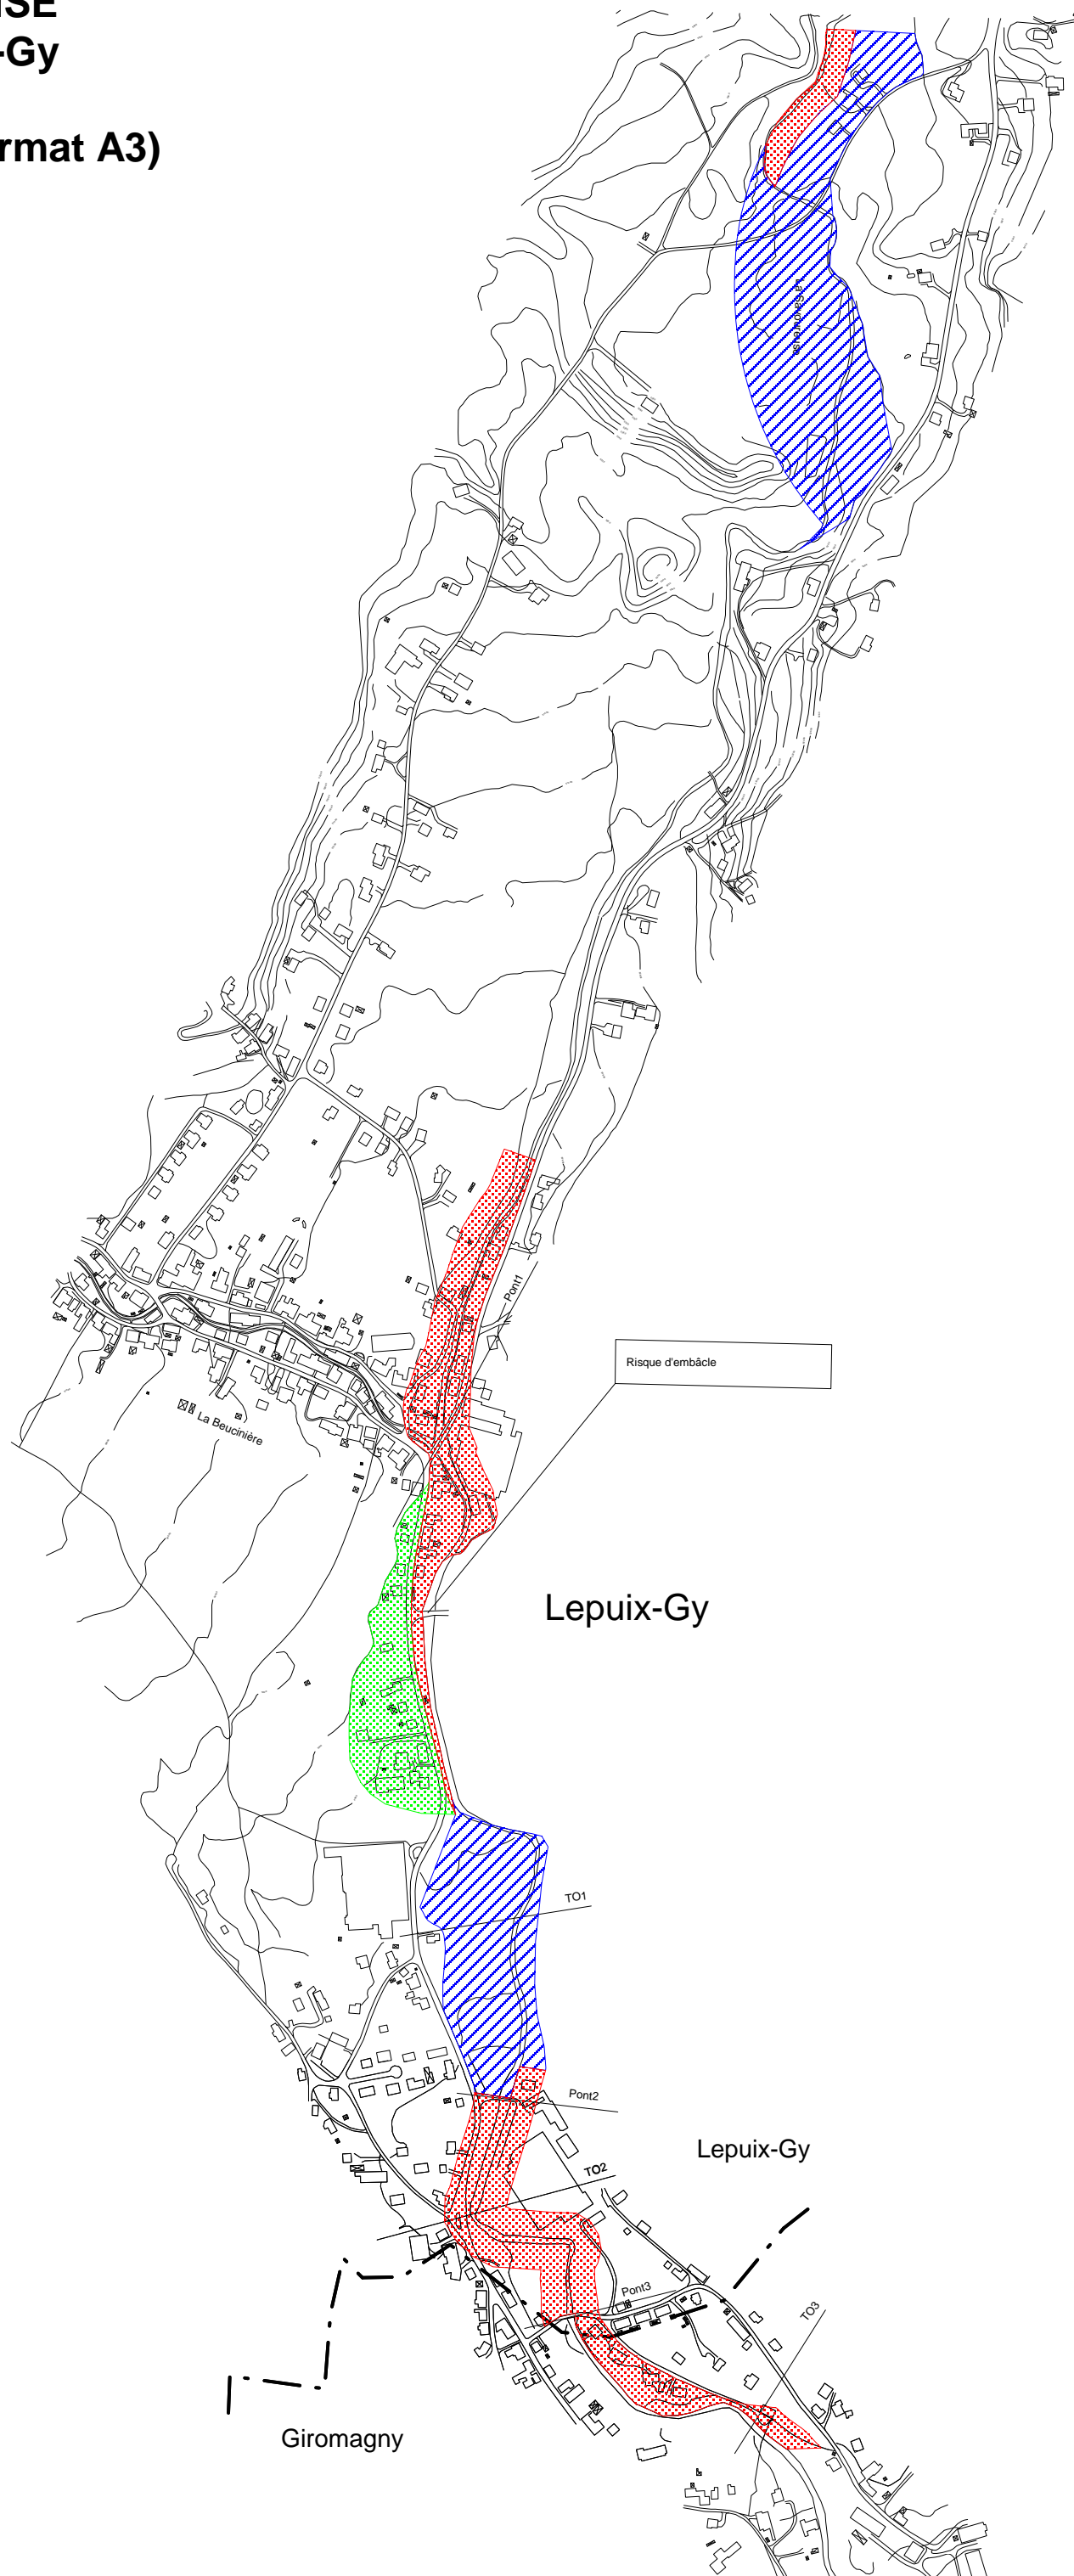 ISE
-Gy
rmat A3)
La Savoureuse
Pont1
Risque d'embâcle
La Beucinière
Lepuix-Gy
TO1
Pont2
Lepuix-Gy
TO2
Pont3
TO3
Giromagny